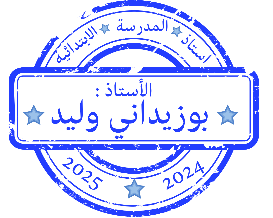 أستاذ المدرسة الابتدائية
الأستاذ :
بوزيداني وليد
2025 2024